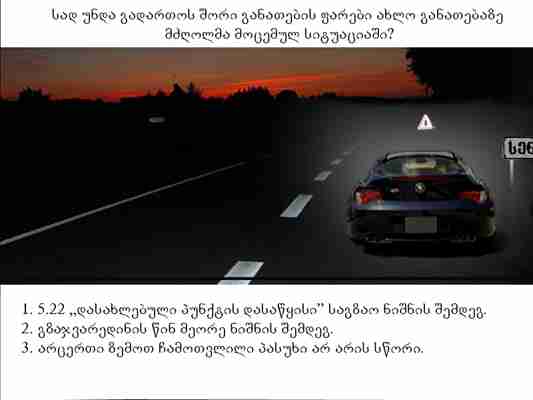 სად უნდა გადართოს შორი განათების ფარები ახლო განათებაზე
მძღოლმა მოცემულ სიტუაციაში?
სენ
1. 5.22 „დასახლებული პუნქტის დასაწყისი” საგზაო ნიშნის შემდეგ.
2. გზაჯვარედინის წინ მეორე ნიშნის შემდეგ.
3. არცერთი ზემოთ ჩამოთვლილი პასუხი არ არის სწორი.